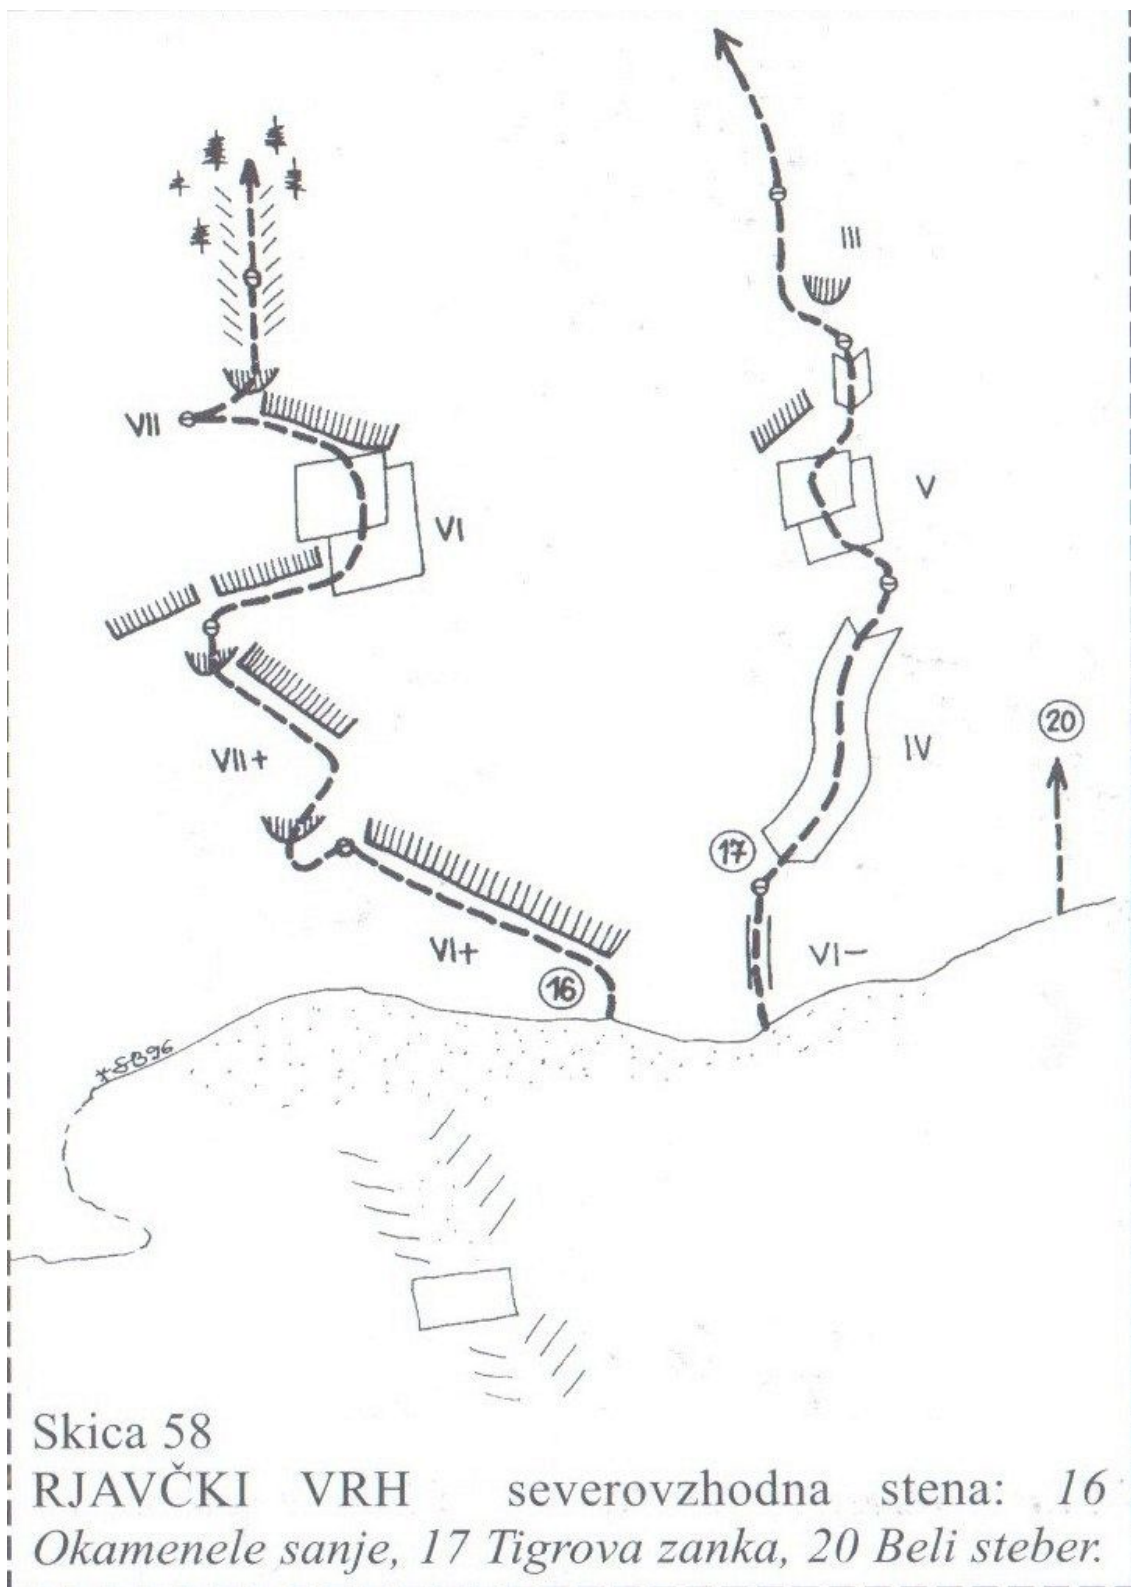 III
VII
V
VI
VII+
IV
20
17
VI+
VI–
16
Skica 58
RJAVČKI VRH severovzhodna stena: 16
Okamenele sanje, 17 Tigrova zanka, 20 Beli steber.